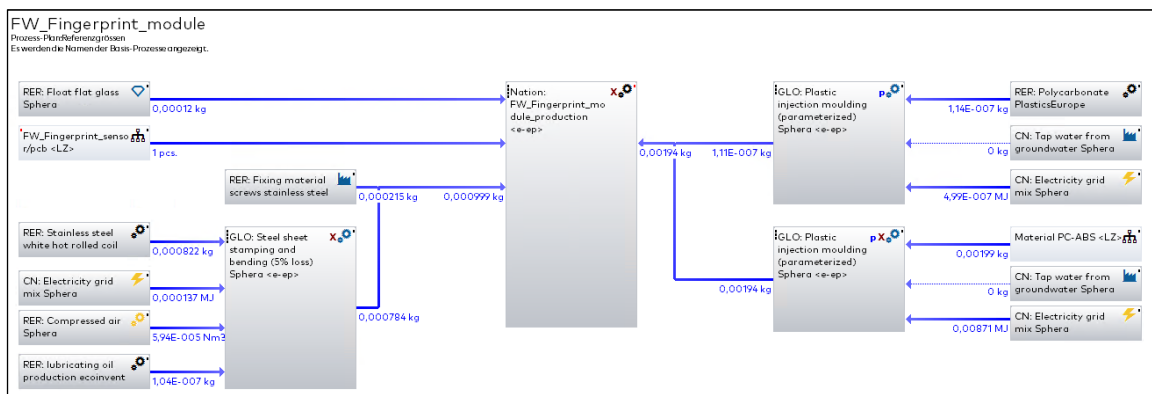 FW_Fingerprint_module
Prozess-Plan:Referenzgrössen
Es werden die Namen der Basis-Prozesse angezeigt.
RER: Float flat glass
Sphera
0,00012 kg
FW_Fingerprint_senso
r/pcb <LZ>
1 pcs.
RER: Fixing material
screws stainless steel
0,000215 kg
0,000999 kg
RER: Stainless steel
white hot rolled coil
0,000822 kg
CN: Electricity grid
mix Sphera
0,000137 MJ
RER: Compressed air
Sphera
5,94E-005 Nm3
RER: lubricating oil
production ecoinvent
1,04E-007 kg
GLO: Steel sheet
stamping and
bending (5% loss)
Sphera <e-ep>
X
0,000784 kg
Nation:
FW_Fingerprint_mo
dule_production
<e-ep>
X
0,00194 kg
1,11E-007 kg
GLO: Plastic
injection moulding
(parameterized)
Sphera <e-ep>
p
RER: Polycarbonate
PlasticsEurope
1,14E-007 kg
CN: Tap water from
groundwater Sphera
0 kg
CN: Electricity grid
mix Sphera
4,99E-007 MJ
GLO: Plastic
injection moulding
(parameterized)
Sphera <e-ep>
p X
0,00194 kg
Material PC-ABS <LZ>
0,00199 kg
CN: Tap water from
groundwater Sphera
0 kg
CN: Electricity grid
mix Sphera
0,00871 MJ